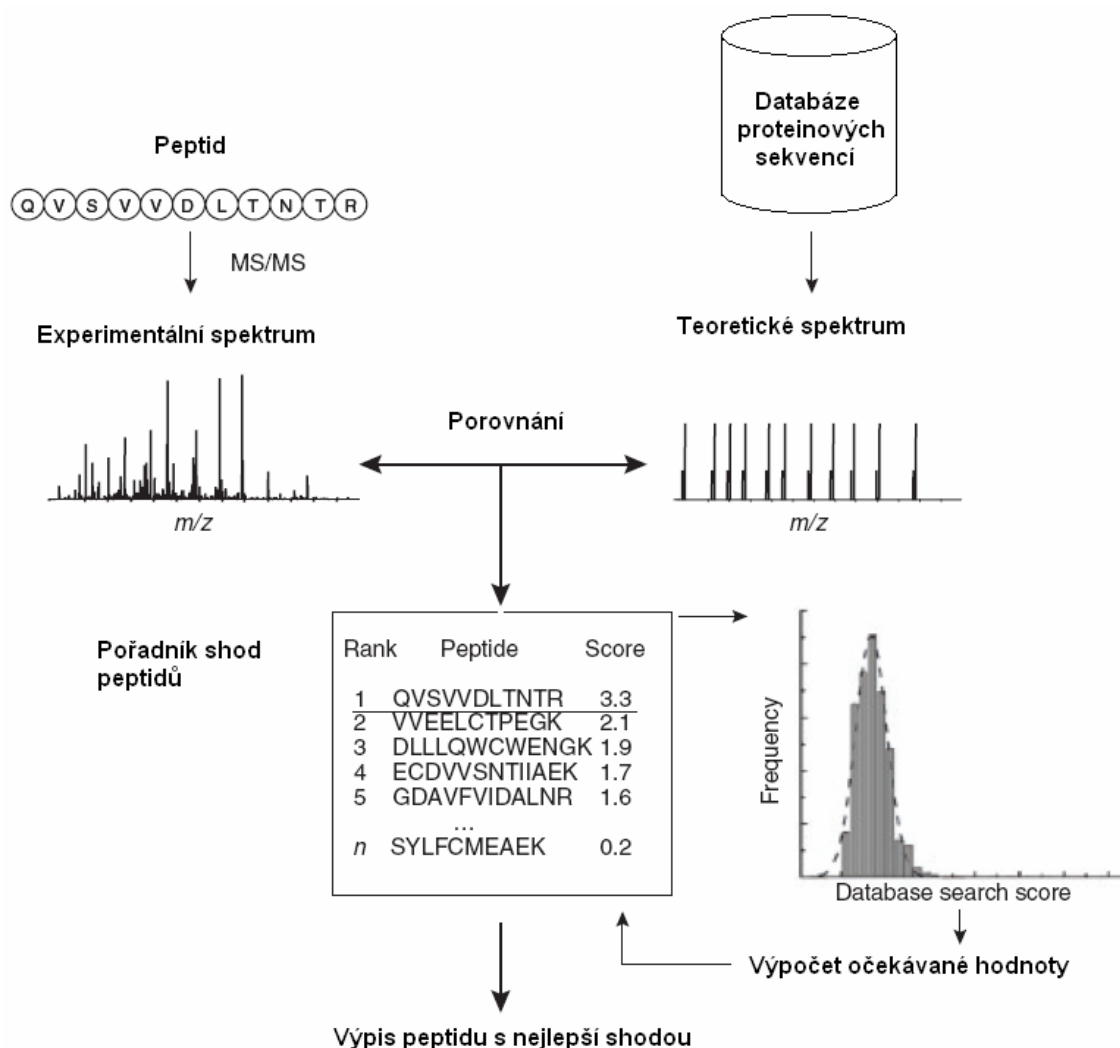 Peptid
Q V S V V D L T N T R
MS/MS
Experimentální spektrum
m/z
Databáze
proteinových
sekvencí
Teoretické spektrum
m/z
Porovnání
Pořadník shod
peptidů
Rank Peptide Score
1 QVSVVDLTNTR 3.3
2 VVEELCTPEGK 2.1
3 DLLLQWCWENGK 1.9
4 ECDVVSNTIIAEK 1.7
5 GDAVFVIDALNR 1.6
...
n SYLFCMEAEK 0.2
Frequency
Database search score
Výpočet očekávané hodnoty
Výpis peptidu s nejlepší shodou